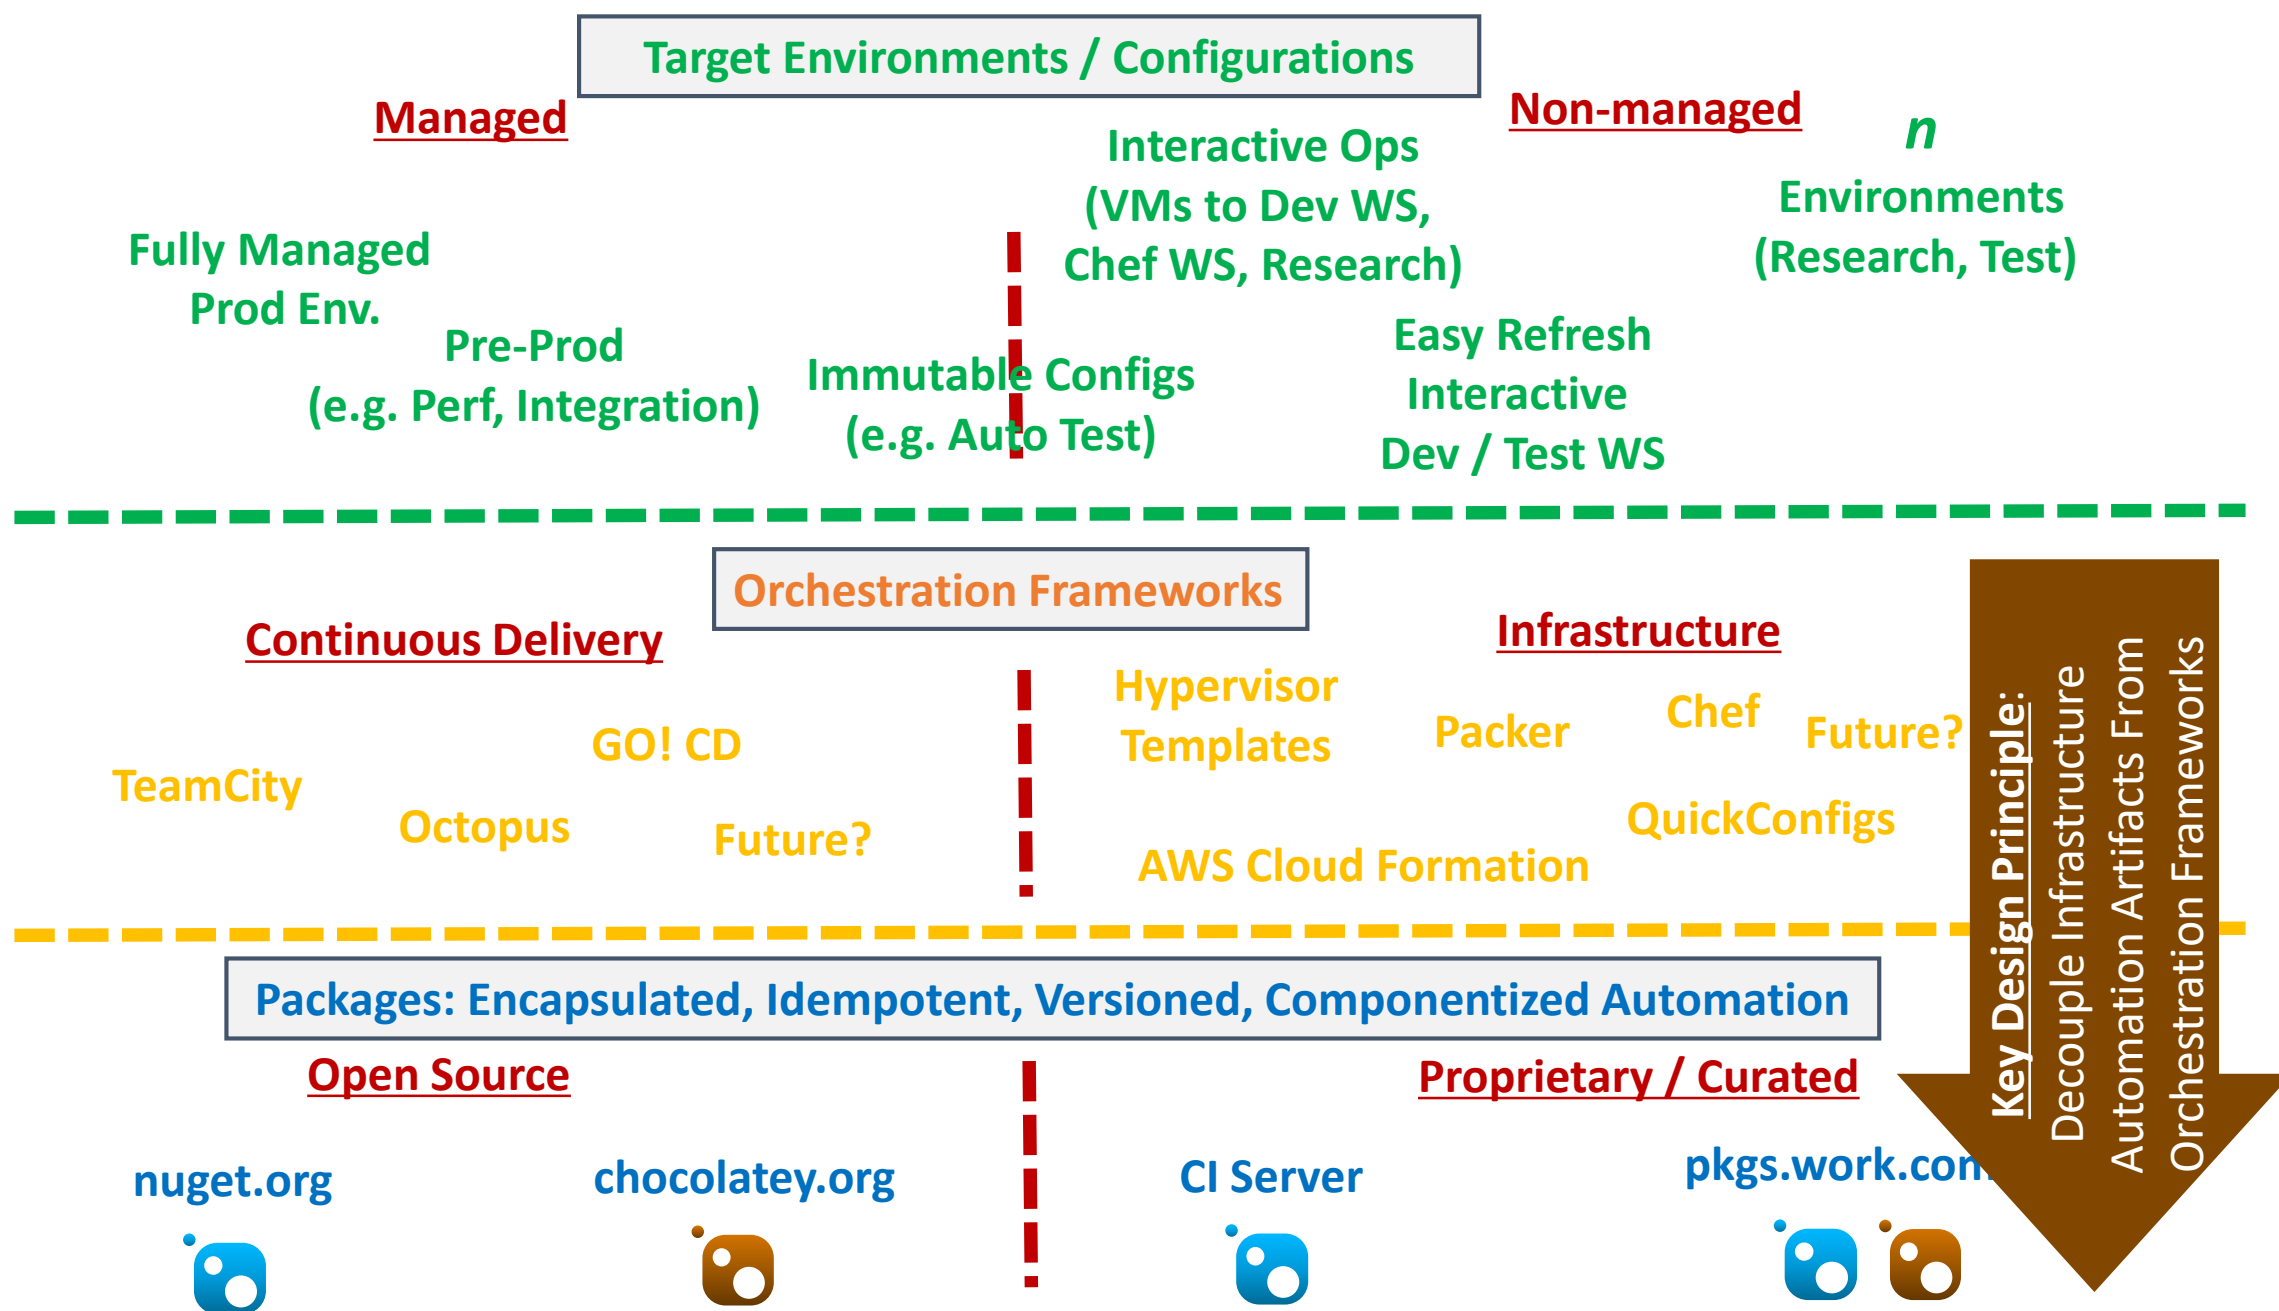 Target Environments / Configurations
Managed
Non-managed
Fully Managed
Prod Env.
Pre-Prod
(e.g. Perf, Integration)
Immutable Configs
(e.g. Auto Test)
Interactive Ops
(VMs to Dev WS,
Chef WS, Research)
Easy Refresh
Interactive
Dev / Test WS
n
Environments
(Research, Test)
Orchestration Frameworks
Continuous Delivery
Infrastructure
TeamCity
Octopus
GO! CD
Future?
Hypervisor
Templates
Packer
Chef
Future?
QuickConfigs
AWS Cloud Formation
Packages: Encapsulated, Idempotent, Versioned, Componentized Automation
Open Source
Proprietary / Curated
nuget.org
chocolatey.org
CI Server
pkgs.work.com
Key Design Principle:
Decouple Infrastructure
Automation Artifacts From
Orchestration Frameworks